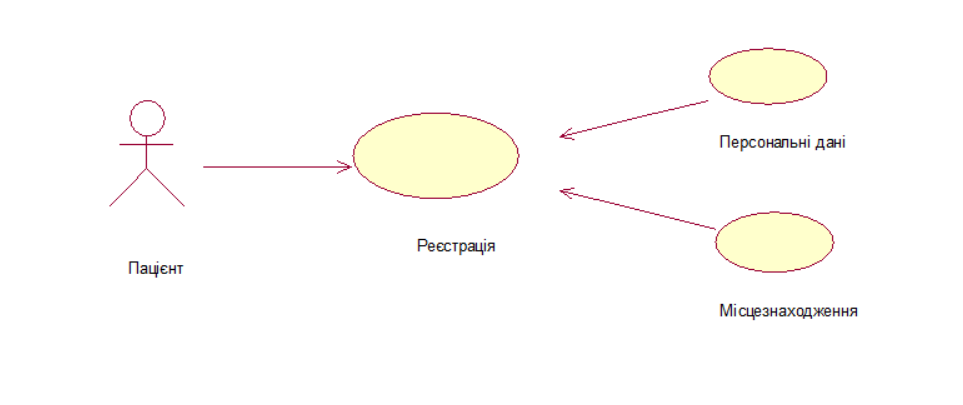 Персональні дані
Реєстрація
Пацієнт
Місцезнаходження